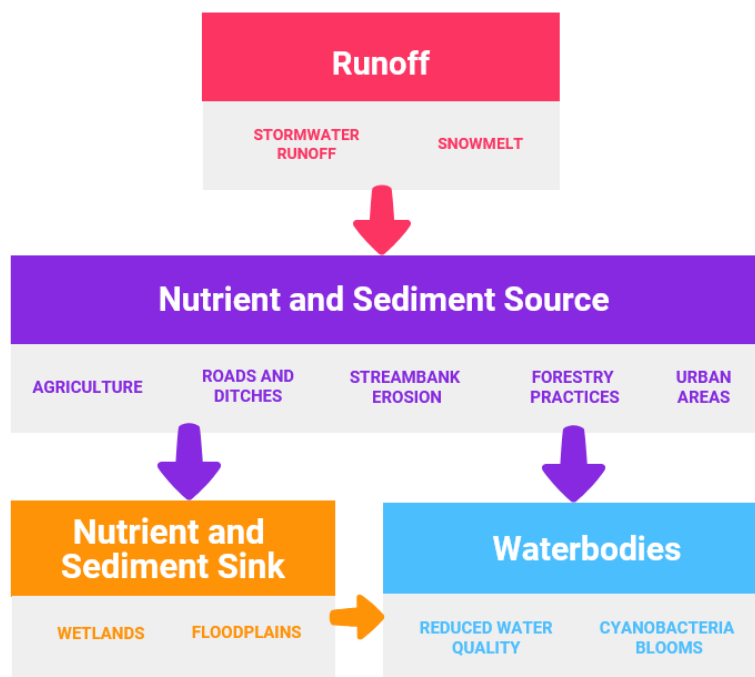 Runoff
STORMWATER
RUNOFF
SNOWMELT
Nutrient and Sediment Source
AGRICULTURE
ROADS AND
DITCHES
STREAMBANK
EROSION
FORESTRY
PRACTICES
URBAN
AREAS
Nutrient and
Sediment Sink
WETLANDS
FLOODPLAINS
Waterbodies
REDUCED WATER
QUALITY
CYANOBACTERIA
BLOOMS